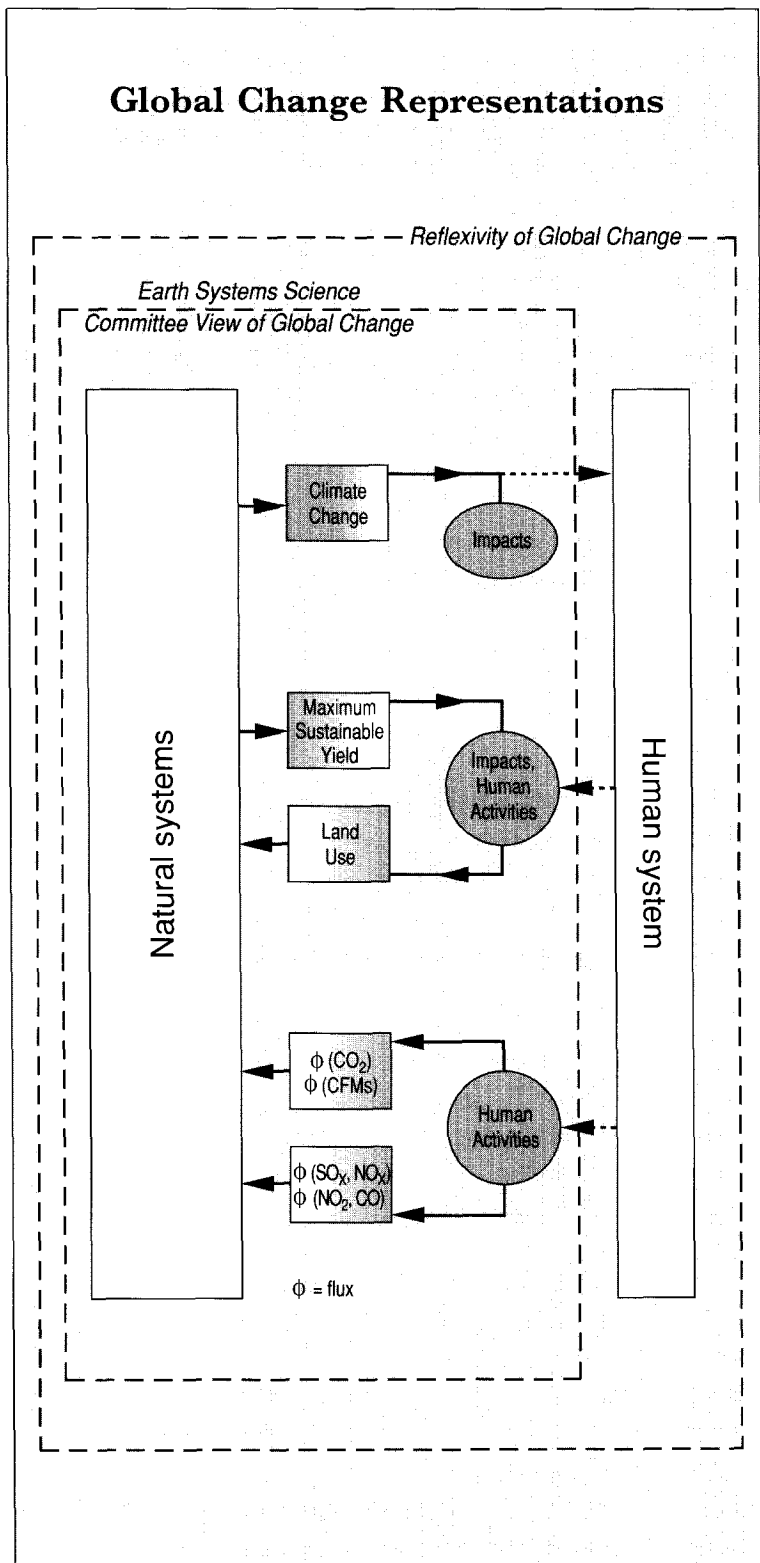 Global Change Representations
Reflexivity of Global Change
Earth Systems Science
Committee View of Global Change
Natural systems
Climate
Change
Impacts
Maximum
Sustainable
Yield
Impacts,
Human
Activities
Land
Use
ϕ (CO₂)
ϕ (CFMs)
Human
Activities
ϕ (SOₓ, NOₓ)
ϕ (NO₂, CO)
ϕ = flux
Human system